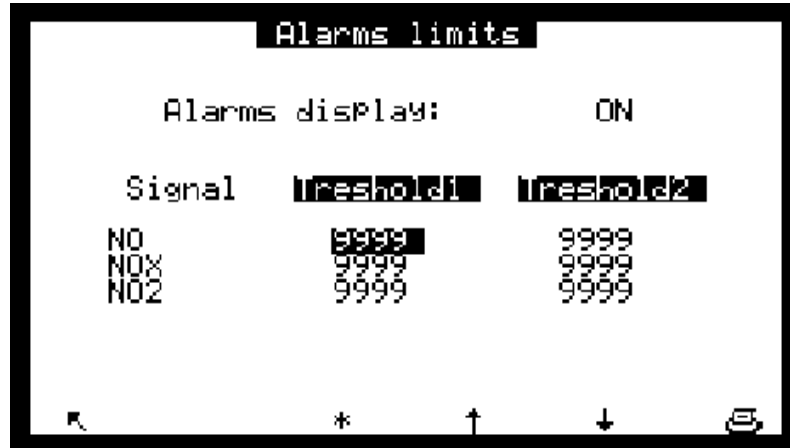 Alarms limits
Alarms display: ON
Signal Treshold1 Treshold2
NO 9999 9999
NOX 9999 9999
NO2 9999 9999
*